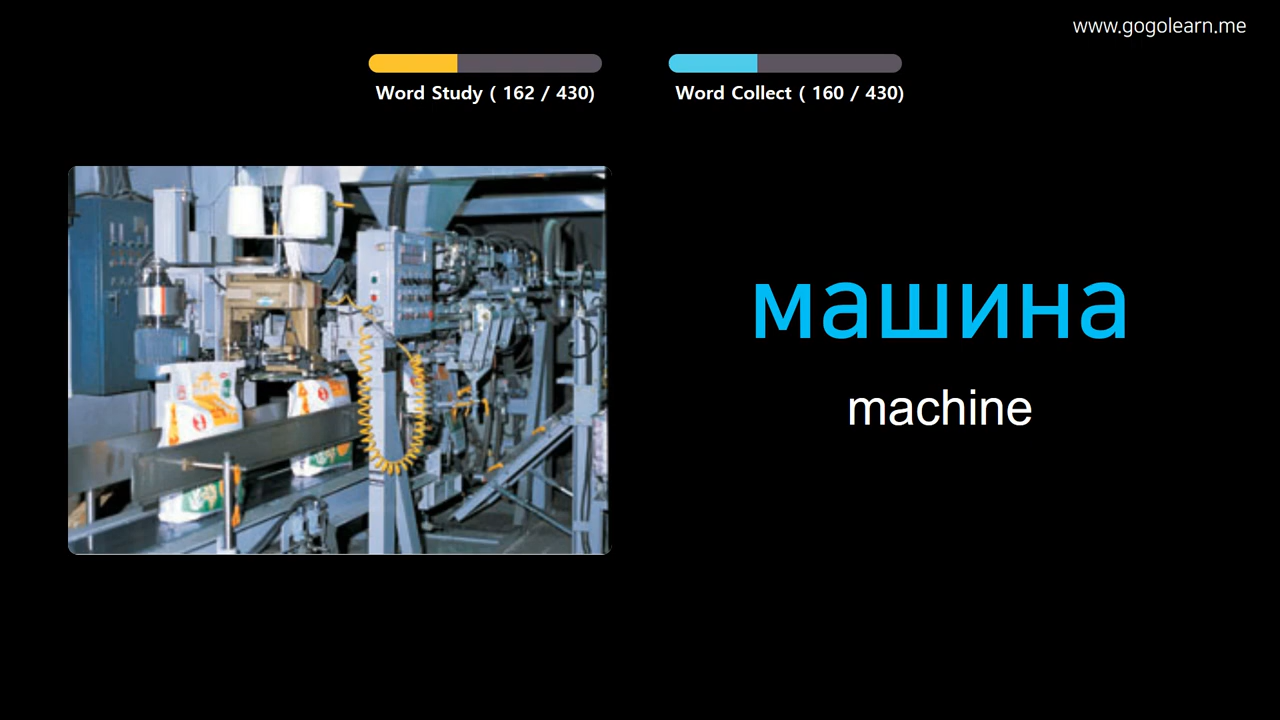 www.gogolearn.me
Word Study ( 162 / 430)
Word Collect ( 160 / 430)
машина
machine